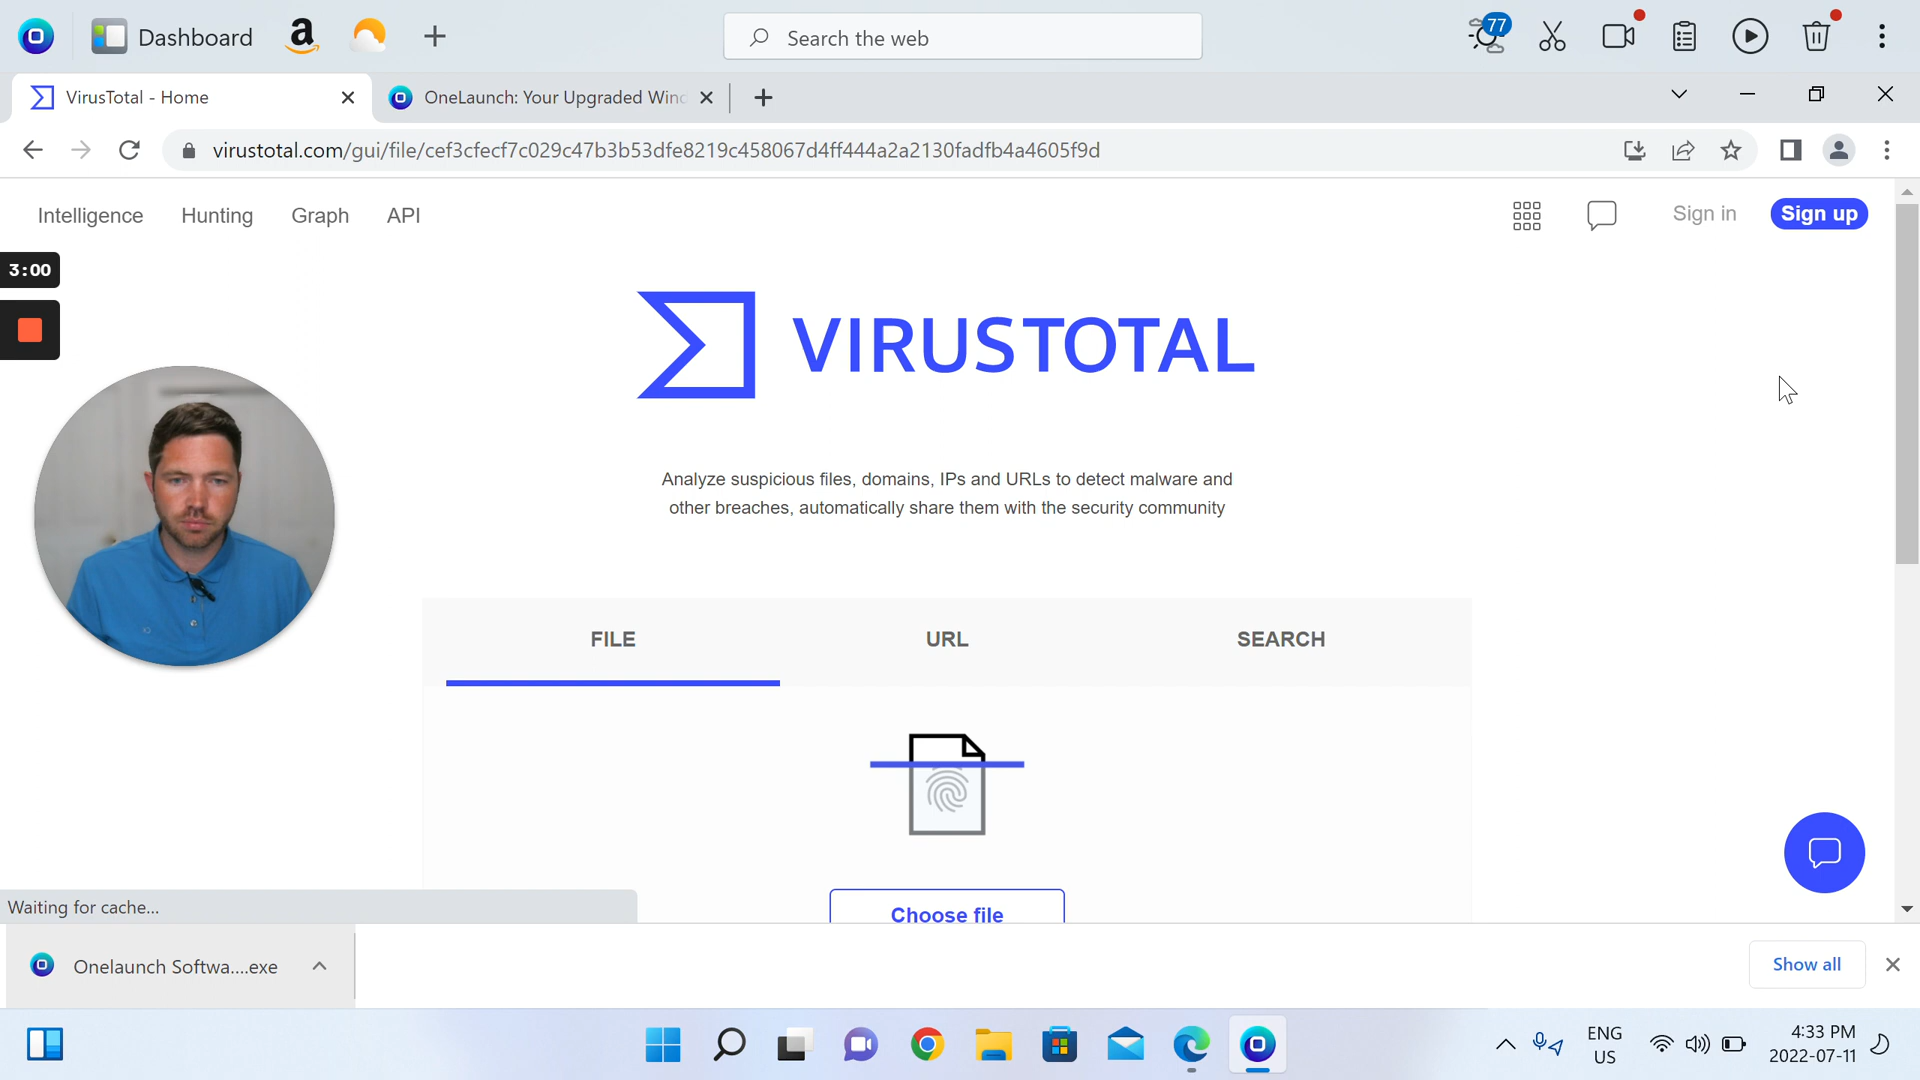 Dashboard
Search the web
77
VirusTotal - Home
OneLaunch: Your Upgraded Winc
virustotal.com/gui/file/cef3cfecf7c029c47b3b53dfe8219c458067d4ff444a2a2130fadfb4a4605f9d
Intelligence
Hunting
Graph
API
Sign in
Sign up
3:00
VIRUSTOTAL
Analyze suspicious files, domains, IPs and URLs to detect malware and
other breaches, automatically share them with the security community
FILE
URL
SEARCH
Choose file
Waiting for cache...
Onelaunch Softwa....exe
Show all
ENG
US
4:33 PM
2022-07-11